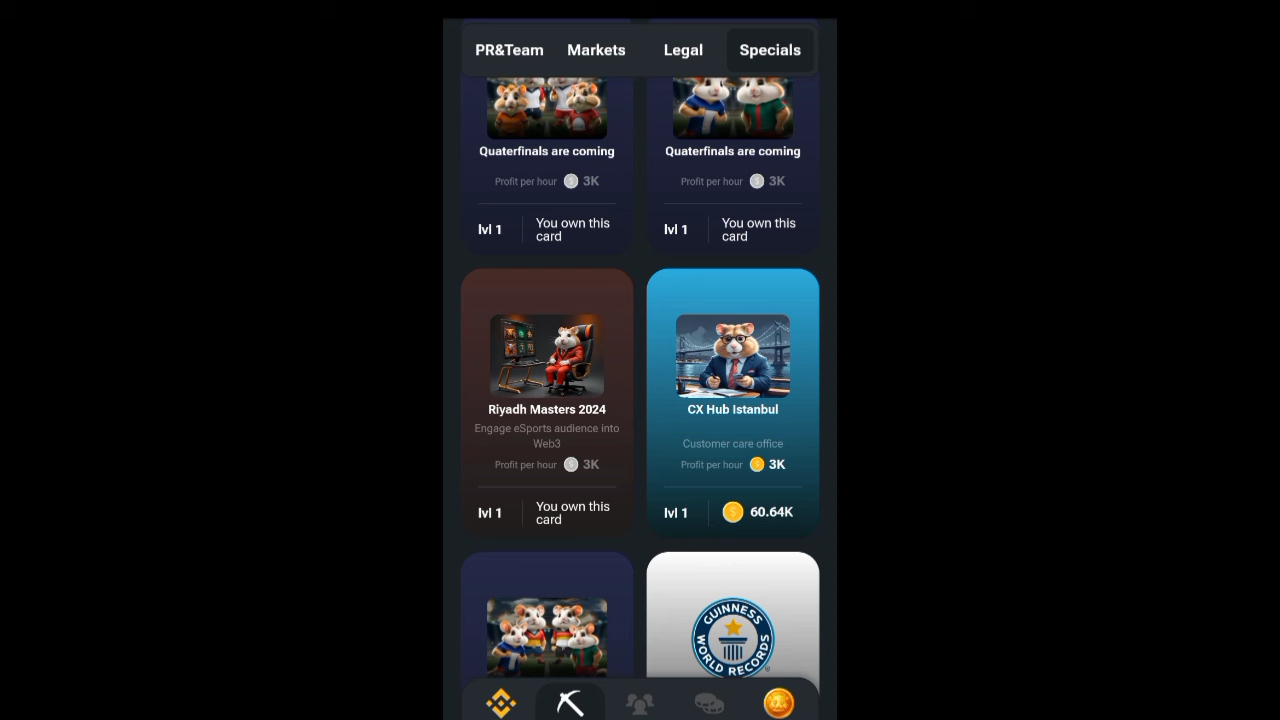 PR&Team Markets Legal Specials
Quaterfinals are coming
Profit per hour 3K
lvl 1
You own this
card
Quaterfinals are coming
Profit per hour 3K
lvl 1
You own this
card
Riyadh Masters 2024
Engage eSports audience into
Web3
Profit per hour 3K
lvl 1
You own this
card
CX Hub Istanbul
Customer care office
Profit per hour 3K
lvl 1
60.64K
GUINNESS
WORLD RECORDS